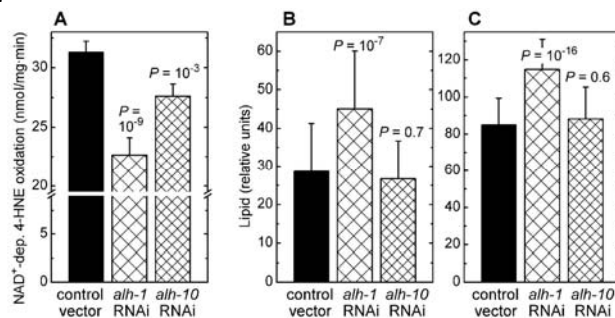 A
B
C
NAD⁺-dep. 4-HNE oxidation (nmol/mg·min)
30
25
20
10
0
P =
10⁻⁹
P = 10⁻³
control
vector
alh-1
RNAi
alh-10
RNAi
Lipid (relative units)
60
50
40
30
20
10
0
P = 10⁻⁷
P = 0.7
control
vector
alh-1
RNAi
alh-10
RNAi
120
100
80
60
40
20
0
P = 10⁻¹⁶
P = 0.6
control
vector
alh-1
RNAi
alh-10
RNAi